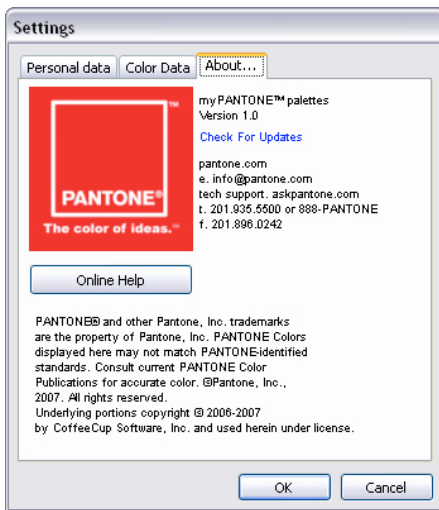 Settings
Personal data
Color Data
About...
myPANTONE™ palettes
Version 1.0
Check For Updates
pantone.com
e. info@pantone.com
tech support. askpantone.com
t. 201.935.5500 or 888-PANTONE
f. 201.896.0242
™
PANTONE®
The color of ideas.™
Online Help
PANTONE® and other Pantone, Inc. trademarks
are the property of Pantone, Inc. PANTONE Colors
displayed here may not match PANTONE-identified
standards. Consult current PANTONE Color
Publications for accurate color. ©Pantone, Inc.,
2007. All rights reserved.
Underlying portions copyright © 2006-2007
by CoffeeCup Software, Inc. and used herein under license.
OK
Cancel